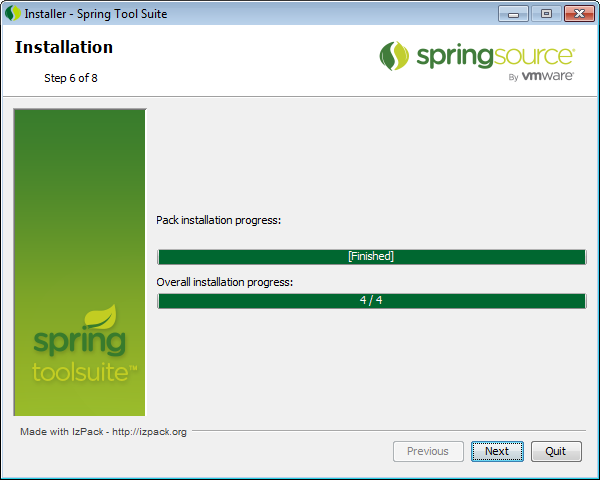 Installer - Spring Tool Suite
Installation
Step 6 of 8
springsource®
By vmware®
Pack installation progress:
[Finished]
Overall installation progress:
4 / 4
spring
toolsuite™
Made with IzPack - http://izpack.org
Previous
Next
Quit